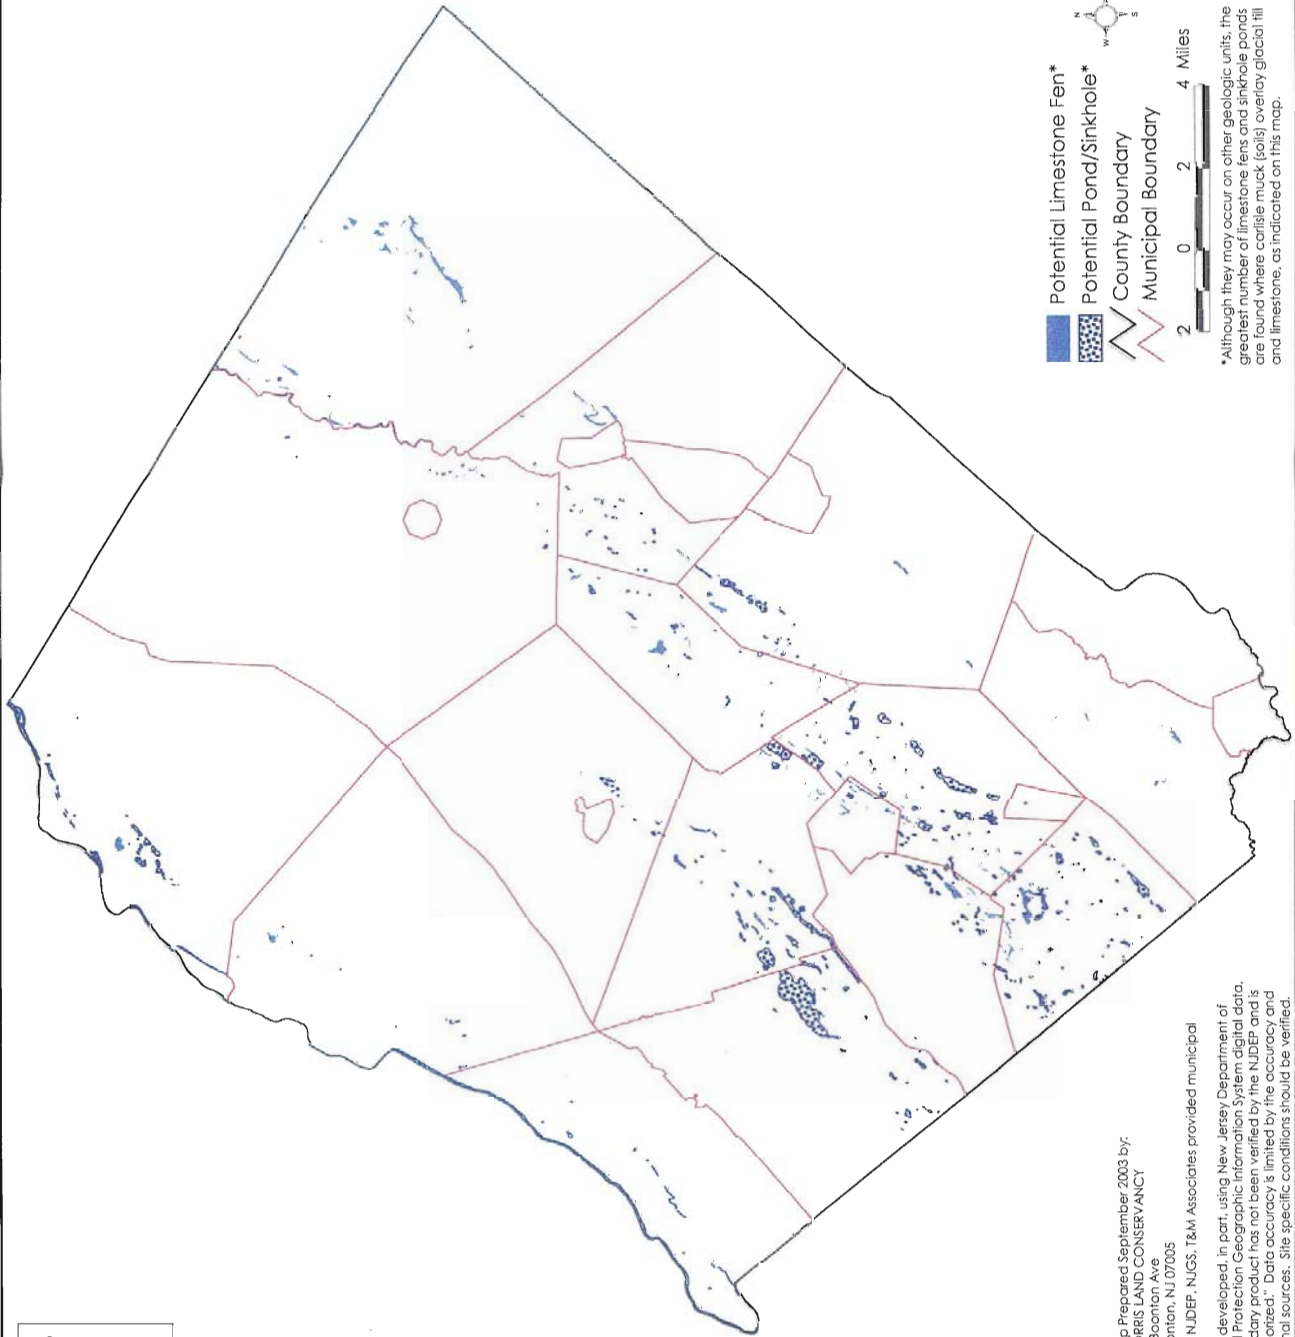 Potential Limestone Fen*
Potential Pond/Sinkhole*
County Boundary
Municipal Boundary
2 0 2 4 Miles
N
W
S
*Although they may occur on other geologic units, the
greatest number of limestone fens and sinkhole ponds
are found where carlisle muck (soils) overlay glacial till
and limestone, as indicated on this map.
p Prepared September 2003 by:
RRIS LAND CONSERVANCY
Boonton Ave
onton, NJ 07005
NJDEP, NJGS, T&M Associates provided municipal
developed, in part, using New Jersey Department of
Protection Geographic Information System digital data,
dary product has not been verified by the NJDEP and is
orized." Data accuracy is limited by the accuracy and
nal sources. Site specific conditions should be verified.